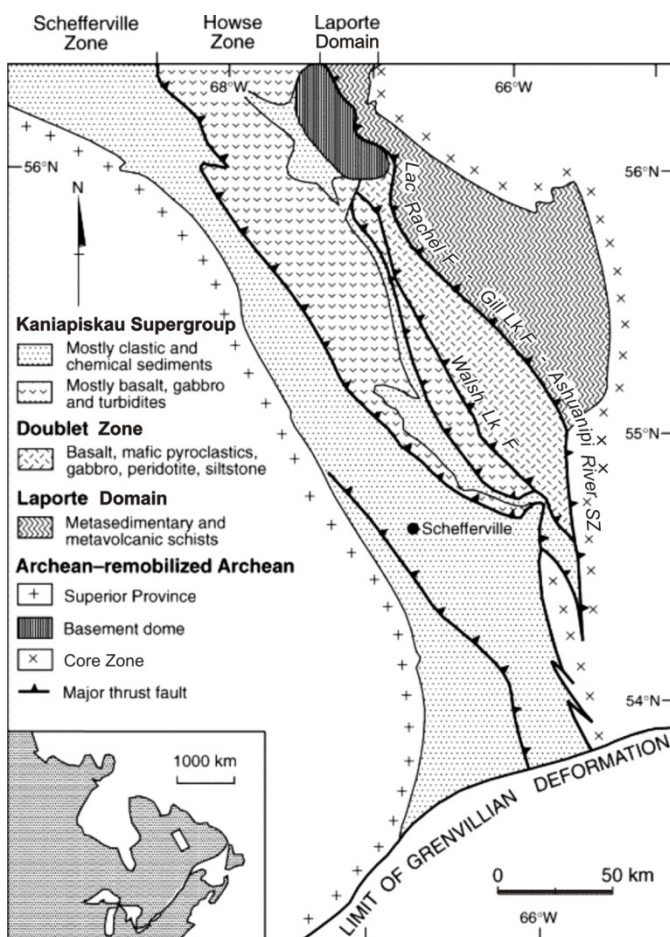 Schefferville
Zone
Howse
Zone
Laporte
Domain
68°W
66°W
56°N
56°N
N
Lac Rachel F - Gill Lk F - Ashuanipi River SZ
Walsh Lk F
Kaniapiskau Supergroup
Mostly clastic and
chemical sediments
Mostly basalt, gabbro
and turbidites
Doublet Zone
Basalt, mafic pyroclastics,
gabbro, peridotite, siltstone
Laporte Domain
Metasedimentary and
metavolcanic schists
Archean–remobilized Archean
Superior Province
Basement dome
Core Zone
Major thrust fault
55°N
Schefferville
54°N
1000 km
LIMIT OF GRENVILLIAN DEFORMATION
0 50 km
66°W